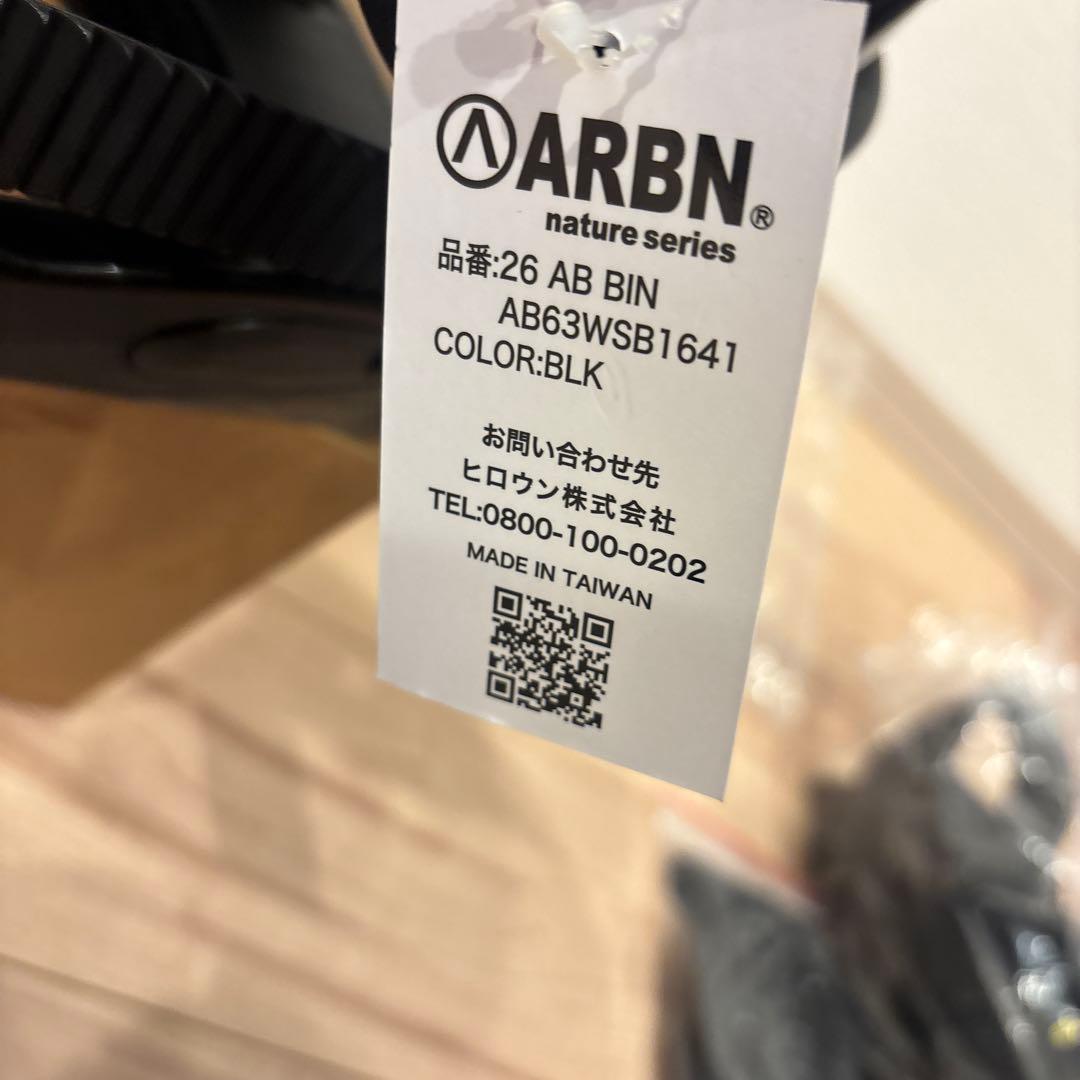 ARBN®
nature series
品番:26 AB BIN
AB63WSB1641
COLOR:BLK
お問い合わせ先
ヒロウン株式会社
TEL:0800-100-0202
MADE IN TAIWAN